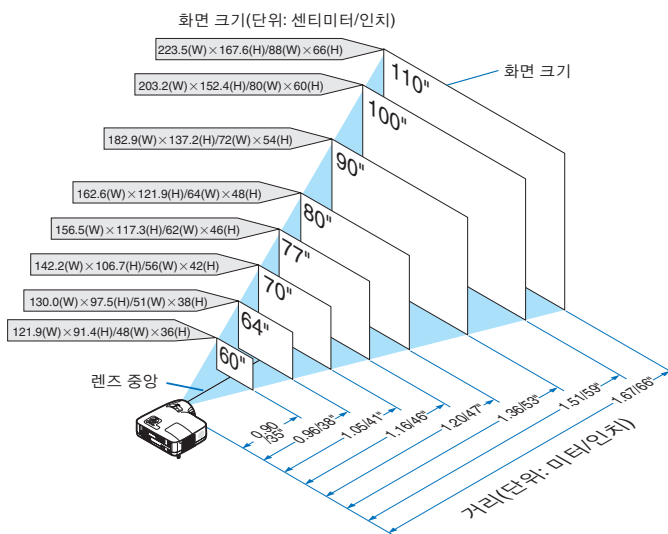 화면 크기(단위: 센티미터/인치)
223.5(W)×167.6(H)/88(W)×66(H)
110"
화면 크기
203.2(W)×152.4(H)/80(W)×60(H)
100"
182.9(W)×137.2(H)/72(W)×54(H)
90"
162.6(W)×121.9(H)/64(W)×48(H)
80"
156.5(W)×117.3(H)/62(W)×46(H)
77"
142.2(W)×106.7(H)/56(W)×42(H)
70"
130.0(W)×97.5(H)/51(W)×38(H)
64"
121.9(W)×91.4(H)/48(W)×36(H)
60"
렌즈 중앙
0.90
/35"
0.96/38"
1.05/41"
1.16/46"
1.20/47"
1.36/53"
1.51/59"
1.67/66"
거리(단위: 미터/인치)